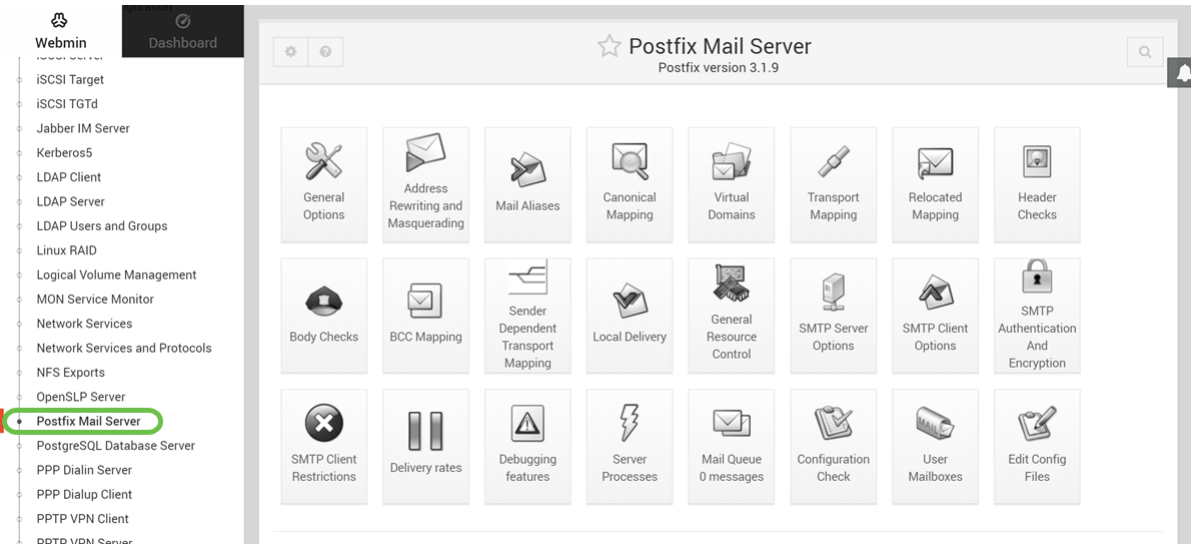 Webmin
Dashboard
iSCSI Server
iSCSI Target
iSCSI TGTd
Jabber IM Server
Kerberos5
LDAP Client
LDAP Server
LDAP Users and Groups
Linux RAID
Logical Volume Management
MON Service Monitor
Network Services
Network Services and Protocols
NFS Exports
OpenSLP Server
Postfix Mail Server
PostgreSQL Database Server
PPP Dialin Server
PPP Dialup Client
PPTP VPN Client
PPTP VPN Server
Postfix Mail Server
Postfix version 3.1.9
General
Options
Address
Rewriting and
Masquerading
Mail Aliases
Canonical
Mapping
Virtual
Domains
Transport
Mapping
Relocated
Mapping
Header
Checks
Body Checks
BCC Mapping
Sender
Dependent
Transport
Mapping
Local Delivery
General
Resource
Control
SMTP Server
Options
SMTP Client
Options
SMTP
Authentication
And
Encryption
SMTP Client
Restrictions
Delivery rates
Debugging
features
Server
Processes
Mail Queue
0 messages
Configuration
Check
MAIL
User
Mailboxes
Edit Config
Files